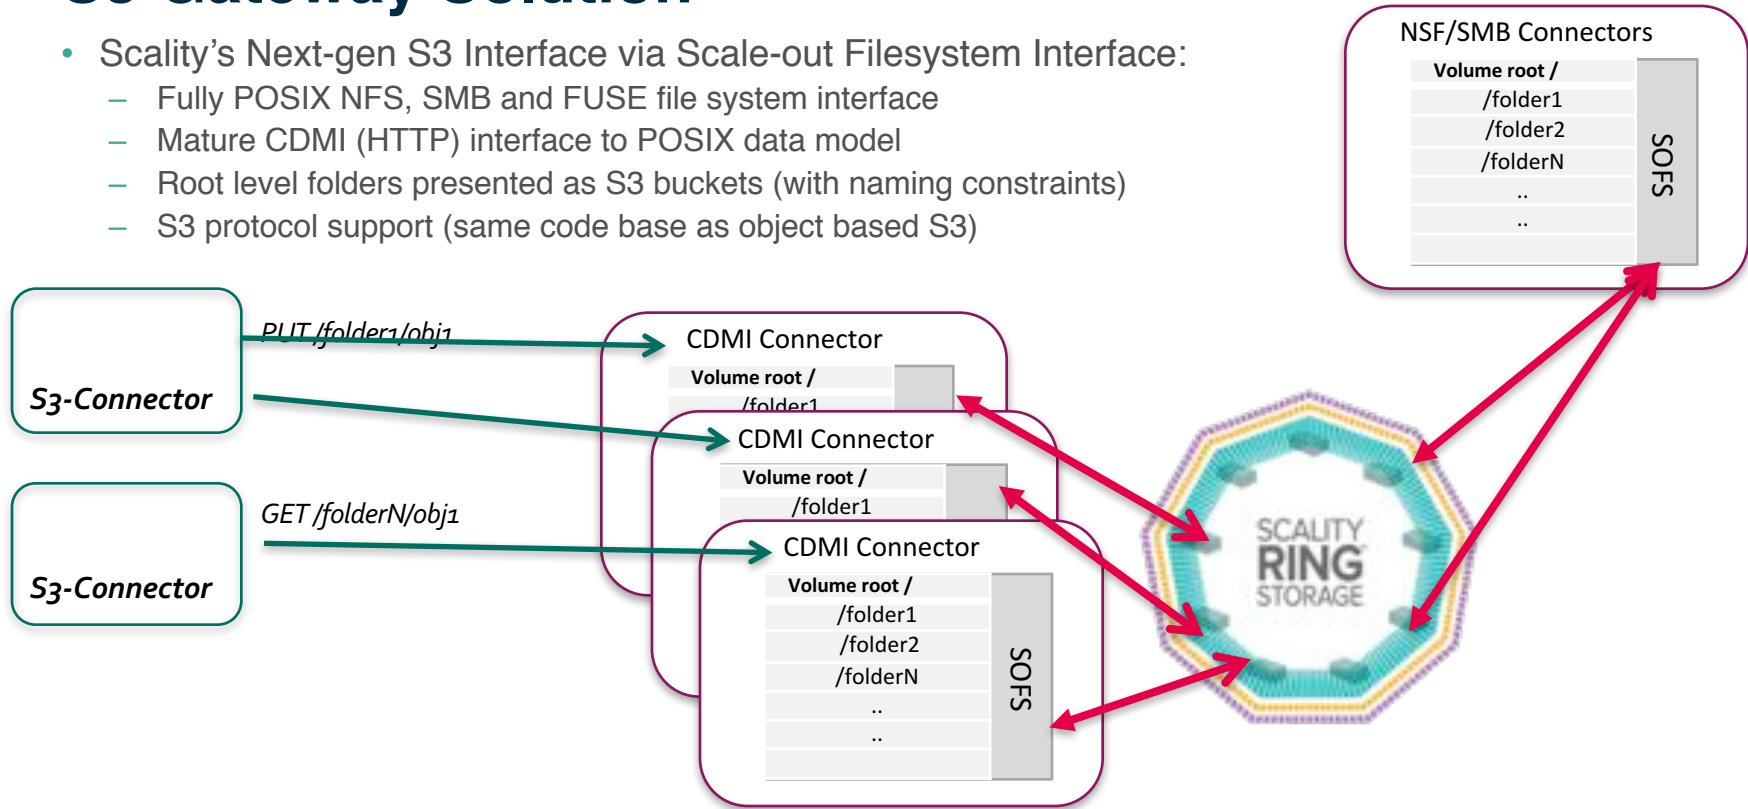 S3 Gateway Solution
• Scality's Next-gen S3 Interface via Scale-out Filesystem Interface:
– Fully POSIX NFS, SMB and FUSE file system interface
– Mature CDMI (HTTP) interface to POSIX data model
– Root level folders presented as S3 buckets (with naming constraints)
– S3 protocol support (same code base as object based S3)
NSF/SMB Connectors
Volume root /
/folder1
/folder2
/folderN
..
..
SOFS
S3-Connector
PUT /folder1/obj1
CDMI Connector
Volume root /
/folder1
CDMI Connector
Volume root /
/folder1
S3-Connector
GET /folderN/obj1
CDMI Connector
Volume root /
/folder1
/folder2
/folderN
..
..
SOFS
SCALITY
RING
STORAGE